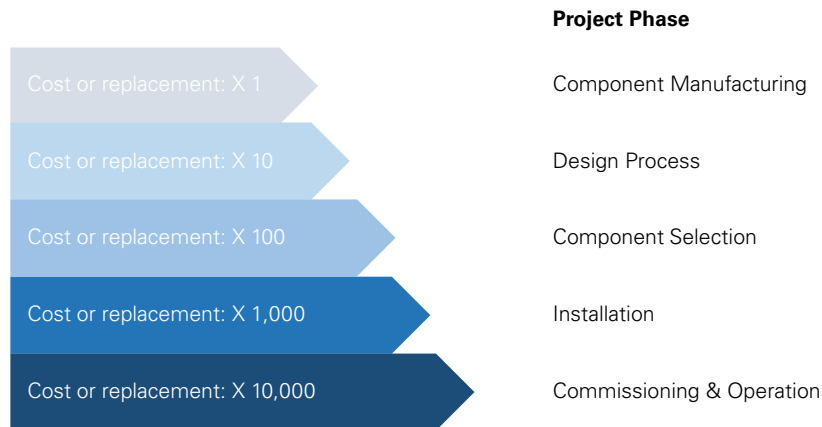 Project Phase
Cost or replacement: X 1
Component Manufacturing
Cost or replacement: X 10
Design Process
Cost or replacement: X 100
Component Selection
Cost or replacement: X 1,000
Installation
Cost or replacement: X 10,000
Commissioning & Operation